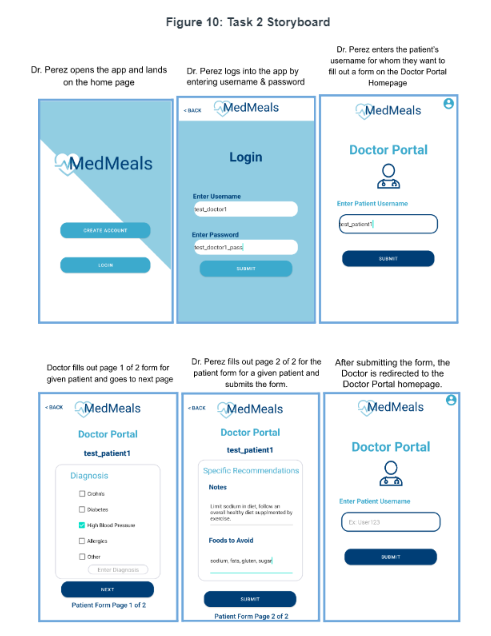 Figure 10: Task 2 Storyboard
Dr. Perez opens the app and lands
on the home page
Dr. Perez logs into the app by
entering username & password
Dr. Perez enters the patient's
username for whom they want to
fill out a form on the Doctor Portal
Homepage
MedMeals
CREATE ACCOUNT
LOGIN
< BACK
MedMeals
Login
Enter Username
test_doctor1
Enter Password
test_doctor1_pass
SUBMIT
MedMeals
Doctor Portal
Enter Patient Username
test_patient1
SUBMIT
Doctor fills out page 1 of 2 form for
given patient and goes to next page
Dr. Perez fills out page 2 of 2 for the
patient form for a given patient and
submits the form.
After submitting the form, the
Doctor is redirected to the
Doctor Portal homepage.
< BACK
MedMeals
Doctor Portal
test_patient1
Diagnosis
Crohn's
Diabetes
High Blood Pressure
Allergies
Other
Enter Diagnosis
NEXT
Patient Form Page 1 of 2
< BACK
MedMeals
Doctor Portal
test_patient1
Specific Recommendations
Notes
Limit sodium in diet, follow an
overall healthy diet supplmented by
exercise.
Foods to Avoid
sodium, fats, gluten, sugar
SUBMIT
Patient Form Page 2 of 2
MedMeals
Doctor Portal
Enter Patient Username
Ex: User123
SUBMIT